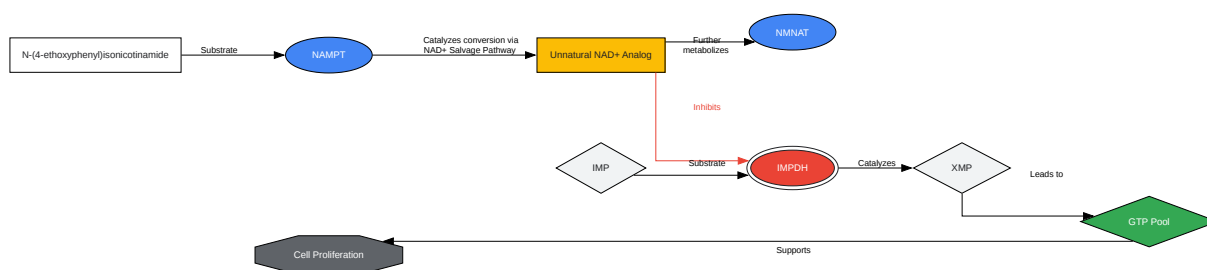 N-(4-ethoxyphenyl)isonicotinamide
Substrate
NAMPT
Catalyzes conversion via
NAD+ Salvage Pathway
Unnatural NAD+ Analog
Further
metabolizes
NMNAT
Inhibits
IMP
Substrate
IMPDH
Catalyzes
XMP
Leads to
GTP Pool
Supports
Cell Proliferation